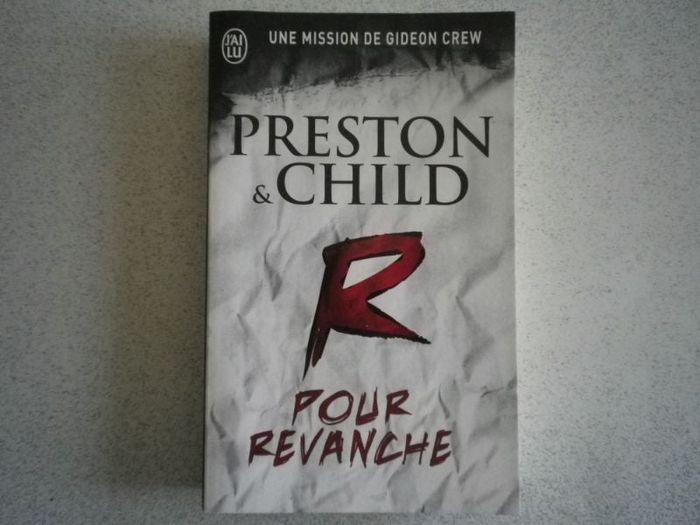 J'AI
LU
UNE MISSION DE GIDEON CREW
PRESTON
& CHILD
R
POUR
REVANCHE